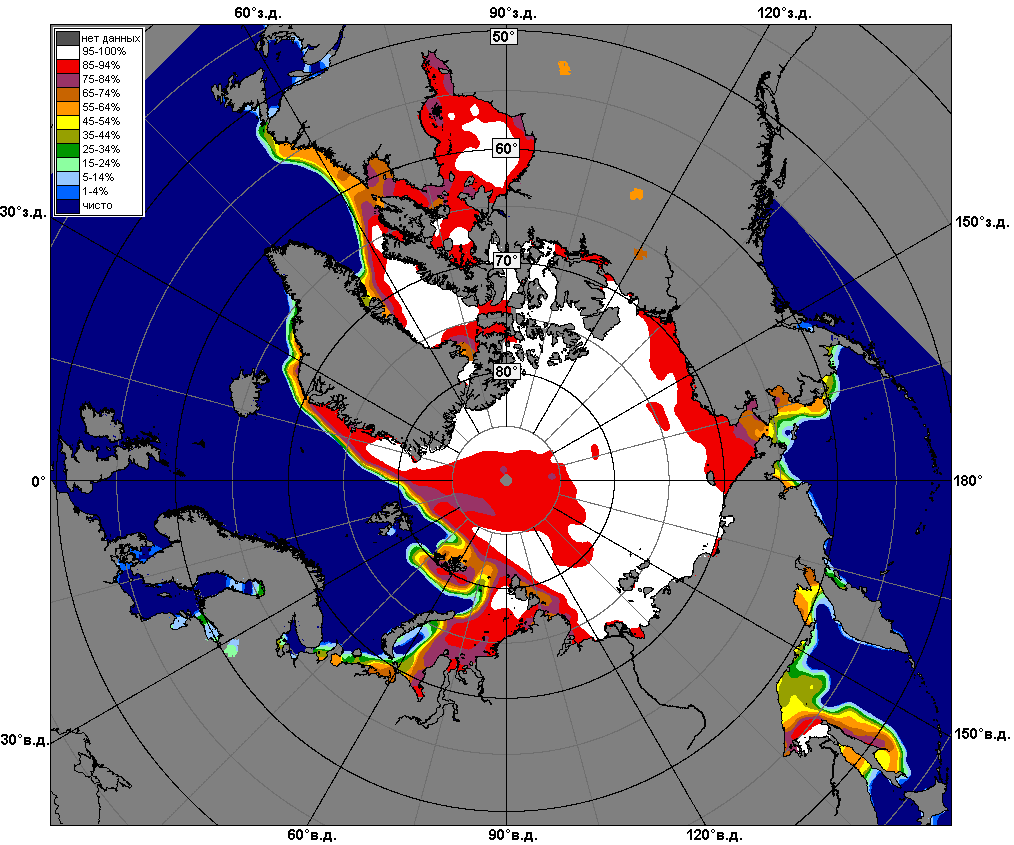 60°з.д.
90°з.д.
120°з.д.
50°
нет данных
95-100%
85-94%
75-84%
65-74%
55-64%
45-54%
35-44%
25-34%
15-24%
5-14%
1-4%
чисто
60°
30°з.д.
150°з.д.
70°
80°
0°
180°
30°в.д.
150°в.д.
60°в.д.
90°в.д.
120°в.д.